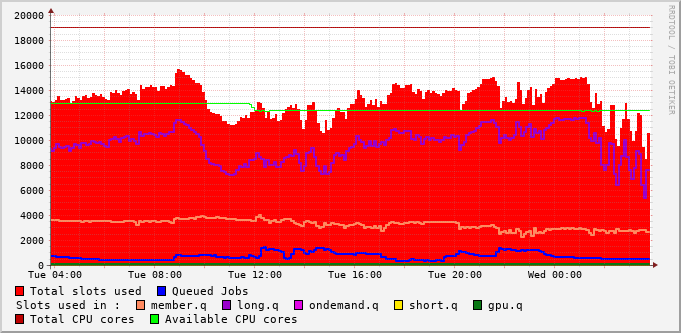 20000
18000
16000
14000
12000
10000
8000
6000
4000
2000
0
Tue 04:00 Tue 08:00 Tue 12:00 Tue 16:00 Tue 20:00 Wed 00:00
Total slots used Queued Jobs
Slots used in : member.q long.q ondemand.q short.q gpu.q
Total CPU cores Available CPU cores
RRDTOOL / TOBI OETIKER